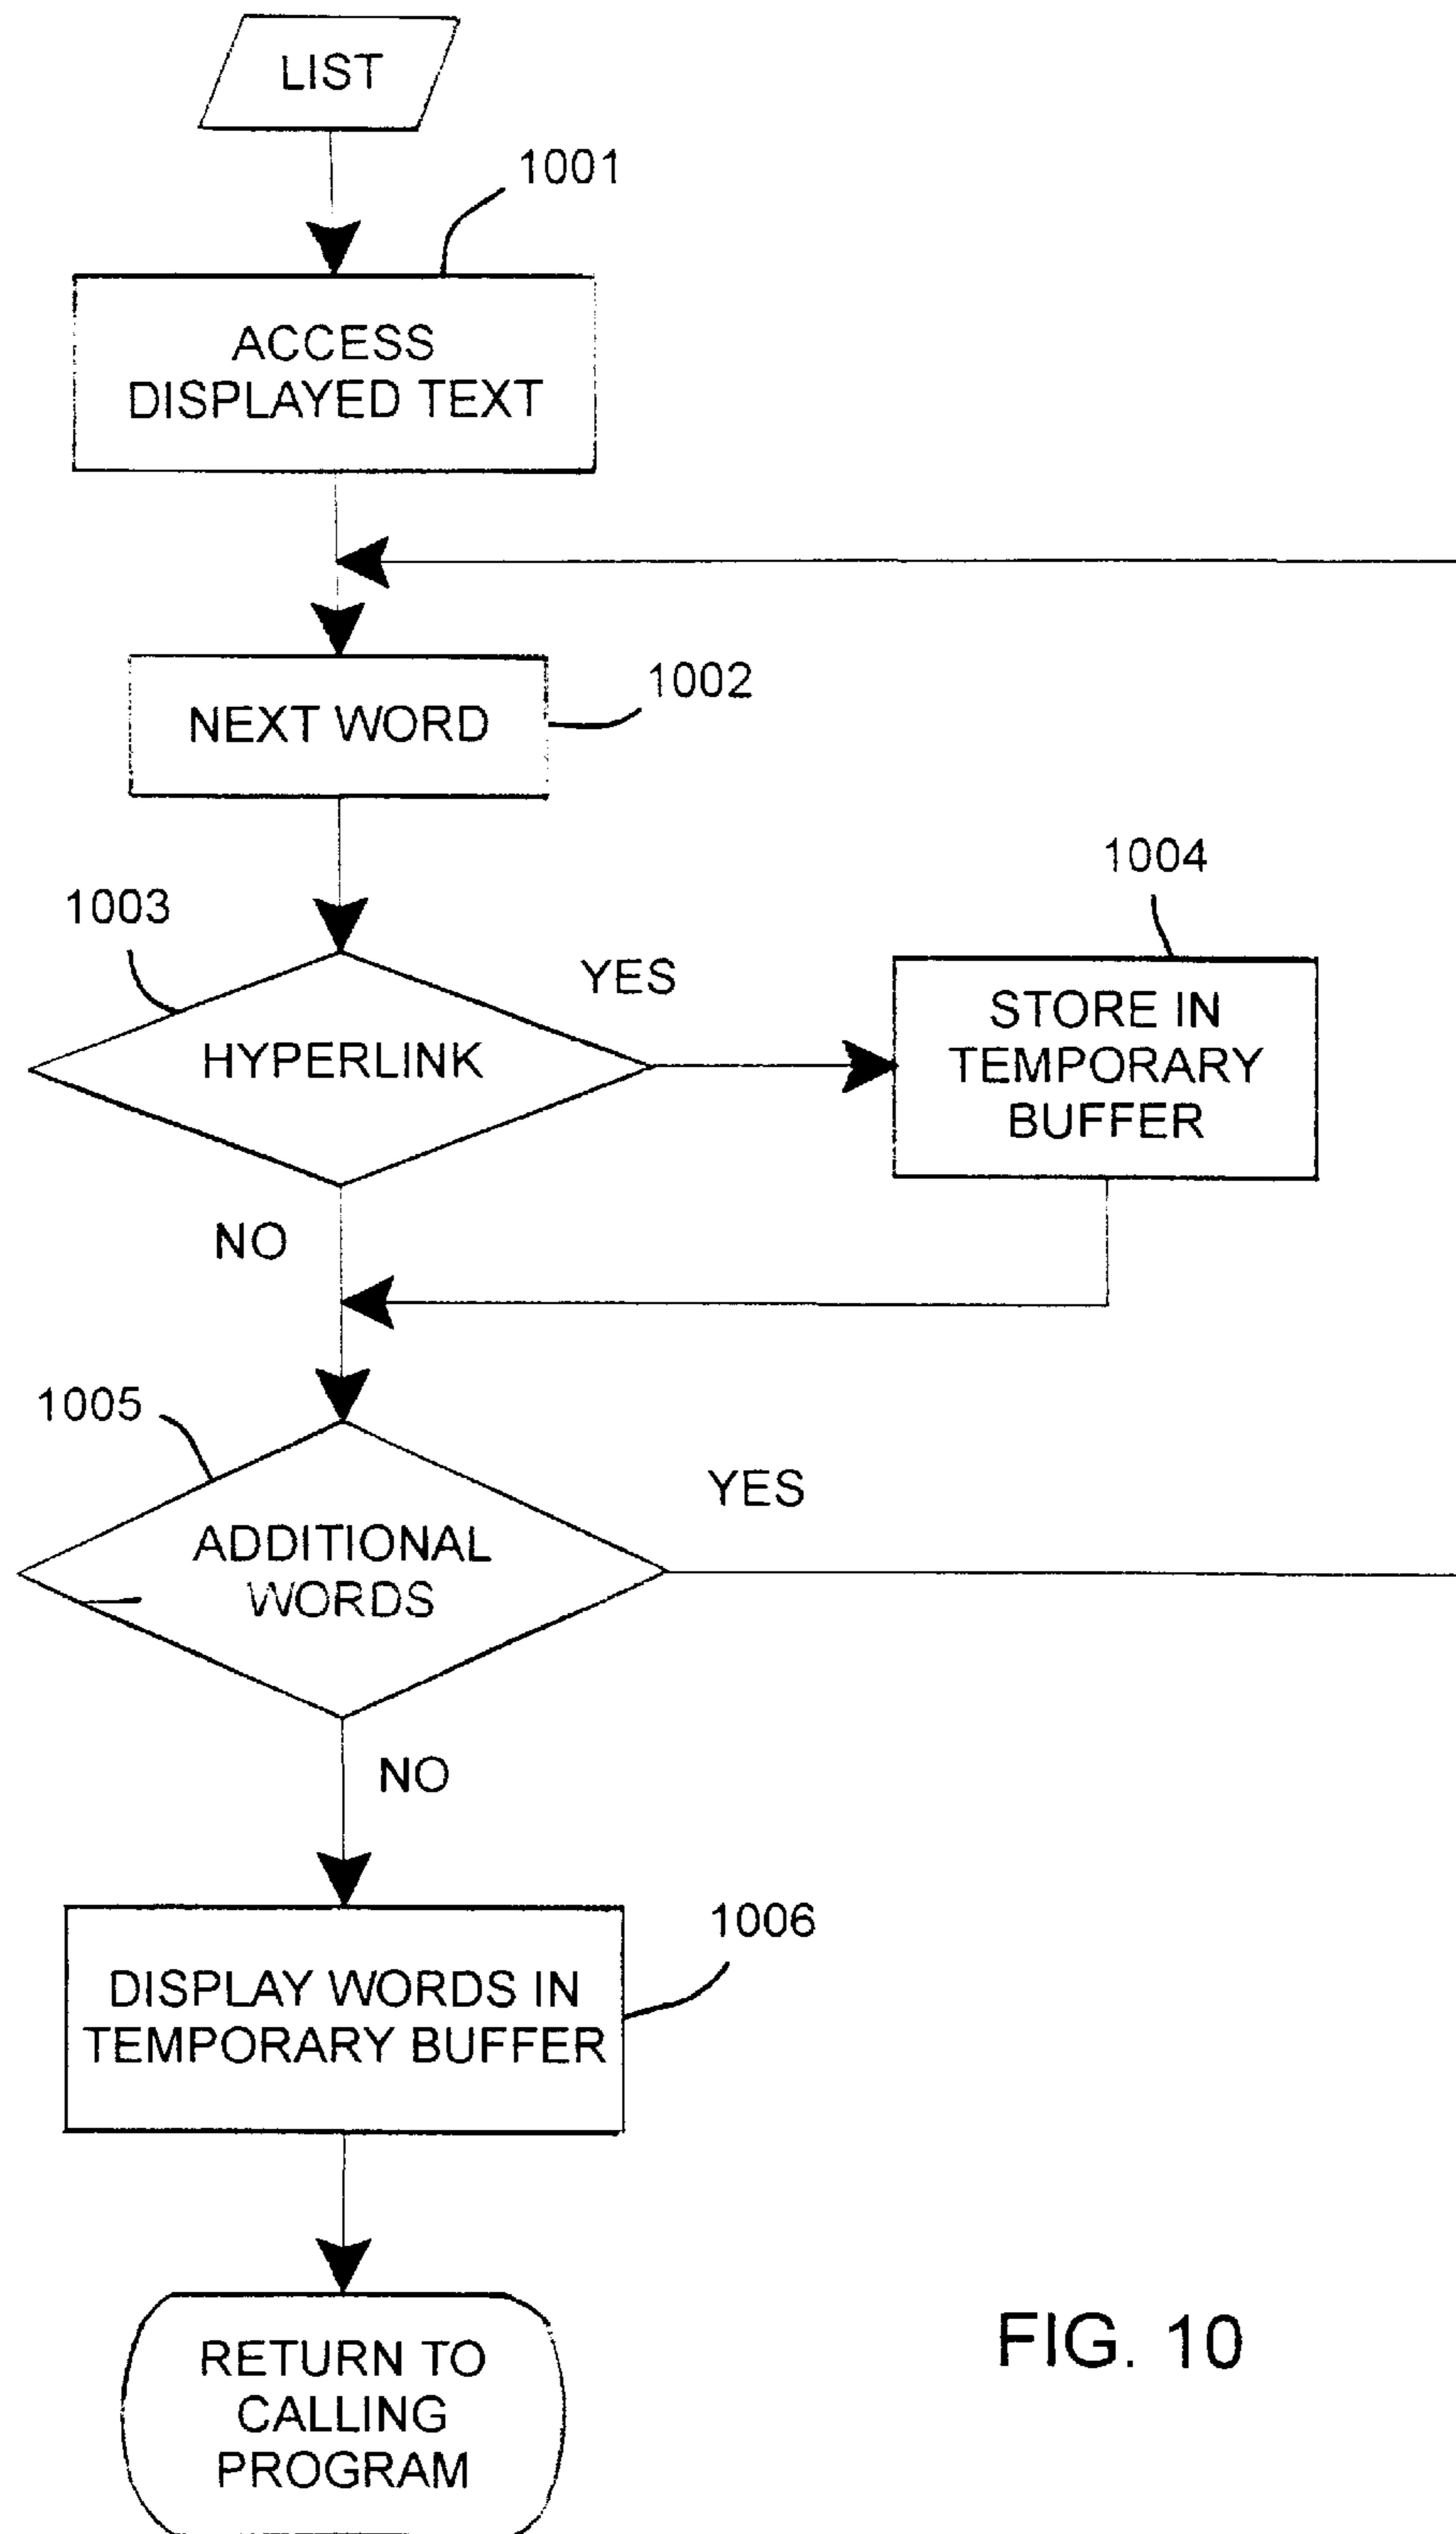 LIST
1001
ACCESS
DISPLAYED TEXT
NEXT WORD
1002
1003
HYPERLINK
YES
1004
STORE IN
TEMPORARY
BUFFER
NO
1005
ADDITIONAL
WORDS
YES
NO
1006
DISPLAY WORDS IN
TEMPORARY BUFFER
RETURN TO
CALLING
PROGRAM
FIG. 10